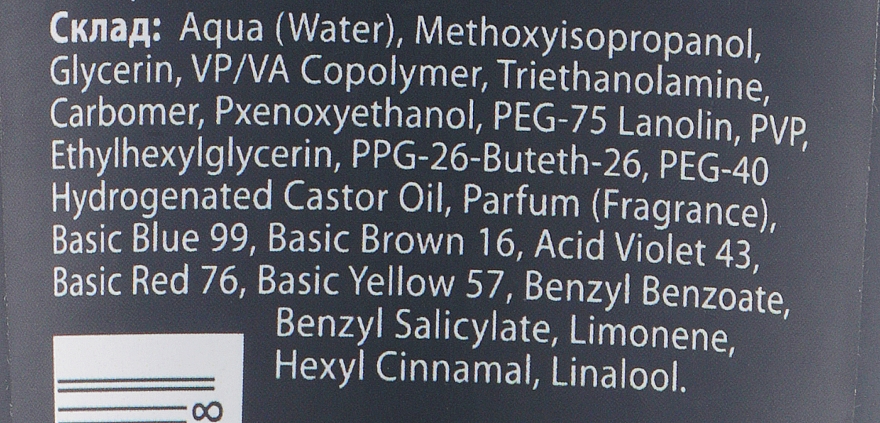 Склад: Aqua (Water), Methoxyisopropanol,
Glycerin, VP/VA Copolymer, Triethanolamine,
Carbomer, Pxenoxyethanol, PEG-75 Lanolin, PVP,
Ethylhexylglycerin, PPG-26-Buteth-26, PEG-40
Hydrogenated Castor Oil, Parfum (Fragrance),
Basic Blue 99, Basic Brown 16, Acid Violet 43,
Basic Red 76, Basic Yellow 57, Benzyl Benzoate,
Benzyl Salicylate, Limonene,
Hexyl Cinnamal, Linalool.
8